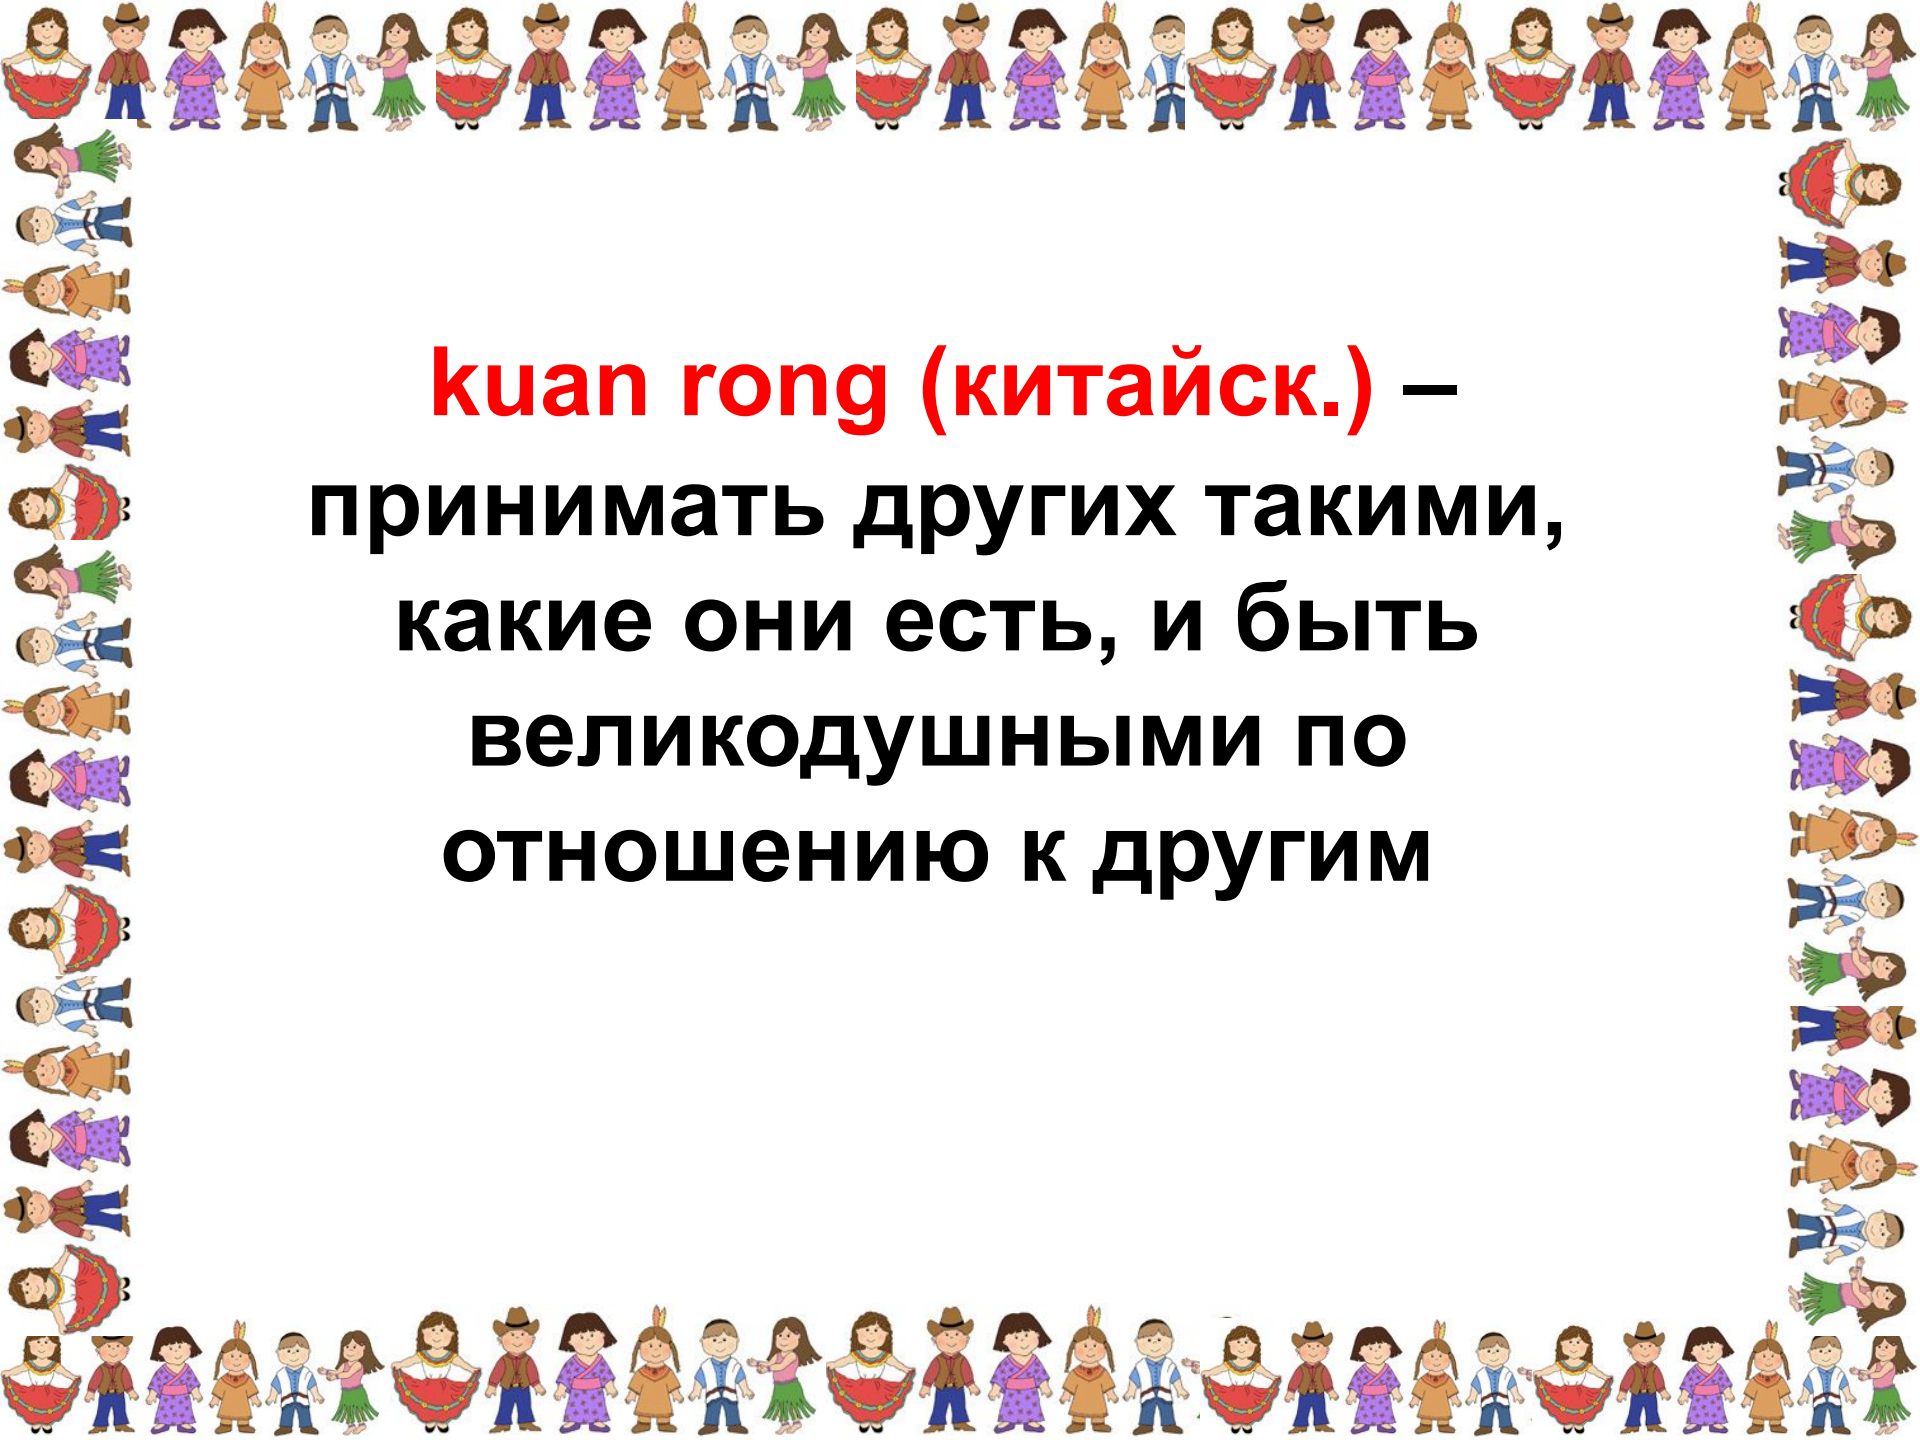 kuan rong (китайск.) –
принимать других такими,
какие они есть, и быть
великодушными по
отношению к другим